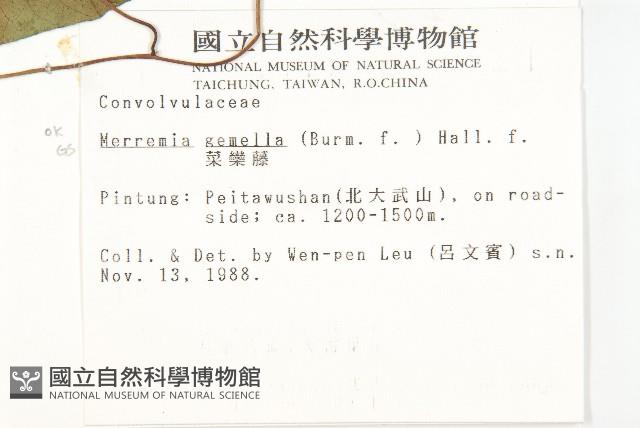 國立自然科學博物館
NATIONAL MUSEUM OF NATURAL SCIENCE
TAICHUNG, TAIWAN, R.O.CHINA
Convolvulaceae
OK
GS
Merremia gemella (Burm. f. ) Hall. f.
菜欒藤
Pintung: Peitawushan(北大武山), on road-
side; ca. 1200-1500m.
Coll. & Det. by Wen-pen Leu (呂文賓) s.n.
Nov. 13, 1988.
國立自然科學博物館
NATIONAL MUSEUM OF NATURAL SCIENCE